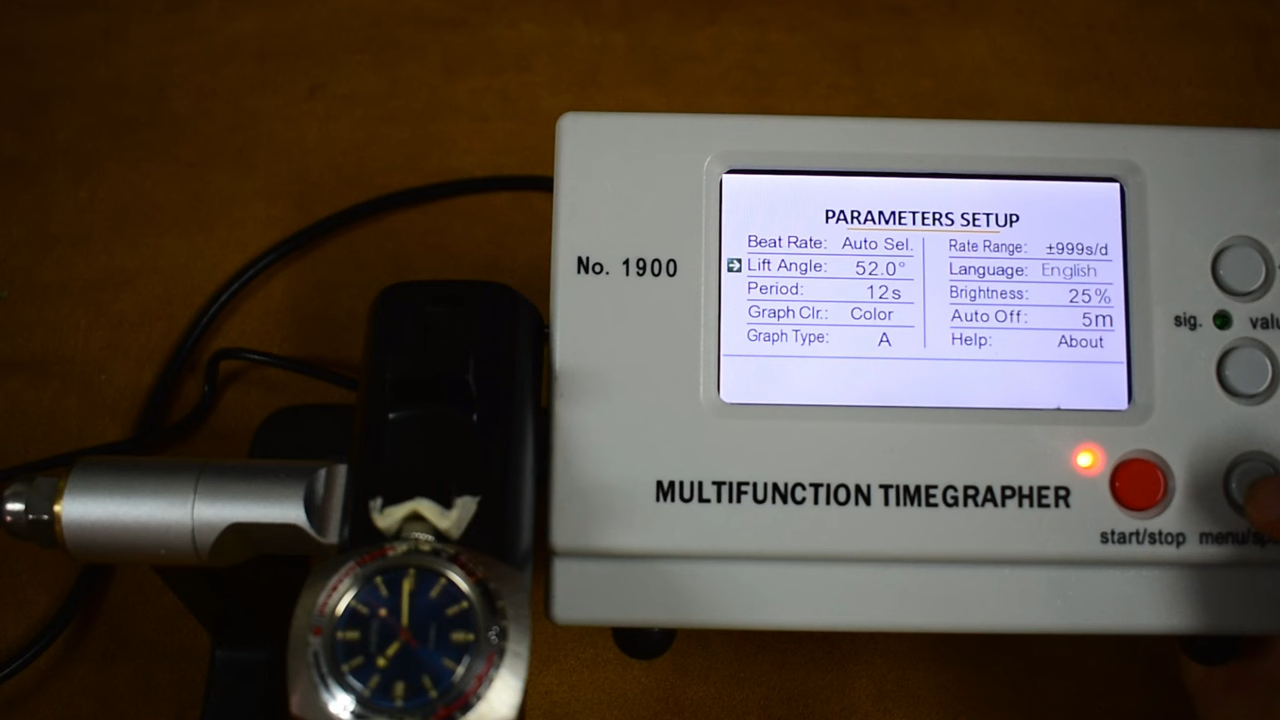 No. 1900
PARAMETERS SETUP
Beat Rate: Auto Sel.
Lift Angle: 52.0°
Period: 12s
Graph Clr.: Color
Graph Type: A
Rate Range: ±999s/d
Language: English
Brightness: 25%
Auto Off: 5m
Help: About
sig.
MULTIFUNCTION TIMEGRAPHER
start/stop